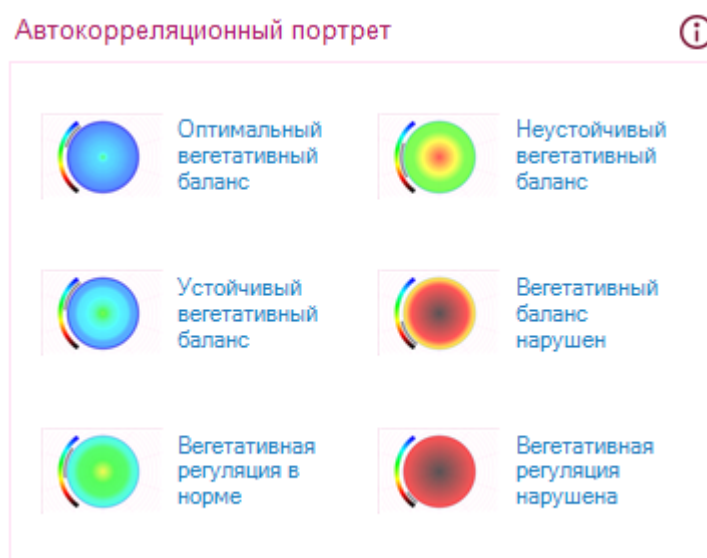 Автокорреляционный портрет
Оптимальный
вегетативный
баланс
Неустойчивый
вегетативный
баланс
Устойчивый
вегетативный
баланс
Вегетативный
баланс
нарушен
Вегетативная
регуляция в
норме
Вегетативная
регуляция
нарушена